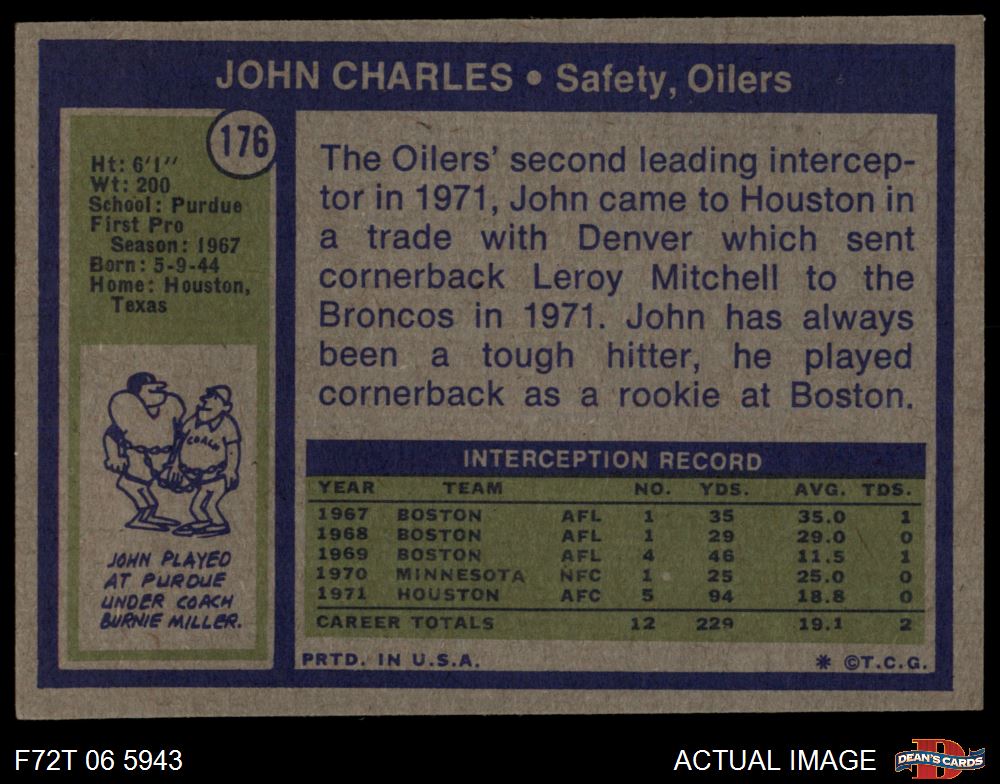 JOHN CHARLES • Safety, Oilers
176
Ht: 6'1''
Wt: 200
School: Purdue
First Pro
Season: 1967
Born: 5-9-44
Home: Houston,
Texas
COACH
JOHN PLAYED
AT PURDUE
UNDER COACH
BURNIE MILLER.
The Oilers' second leading intercep-
tor in 1971, John came to Houston in
a trade with Denver which sent
cornerback Leroy Mitchell to the
Broncos in 1971. John has always
been a tough hitter, he played
cornerback as a rookie at Boston.
INTERCEPTION RECORD
YEAR TEAM NO. YDS. AVG. TDS.
1967 BOSTON AFL 1 35 35.0 1
1968 BOSTON AFL 1 29 29.0 0
1969 BOSTON AFL 4 46 11.5 1
1970 MINNESOTA NFC 1 25 25.0 0
1971 HOUSTON AFC 5 94 18.8 0
CAREER TOTALS 12 229 19.1 2
PRTD. IN U.S.A. * ©T.C.G.
F72T 06 5943 ACTUAL IMAGE DEAN'S CARDS